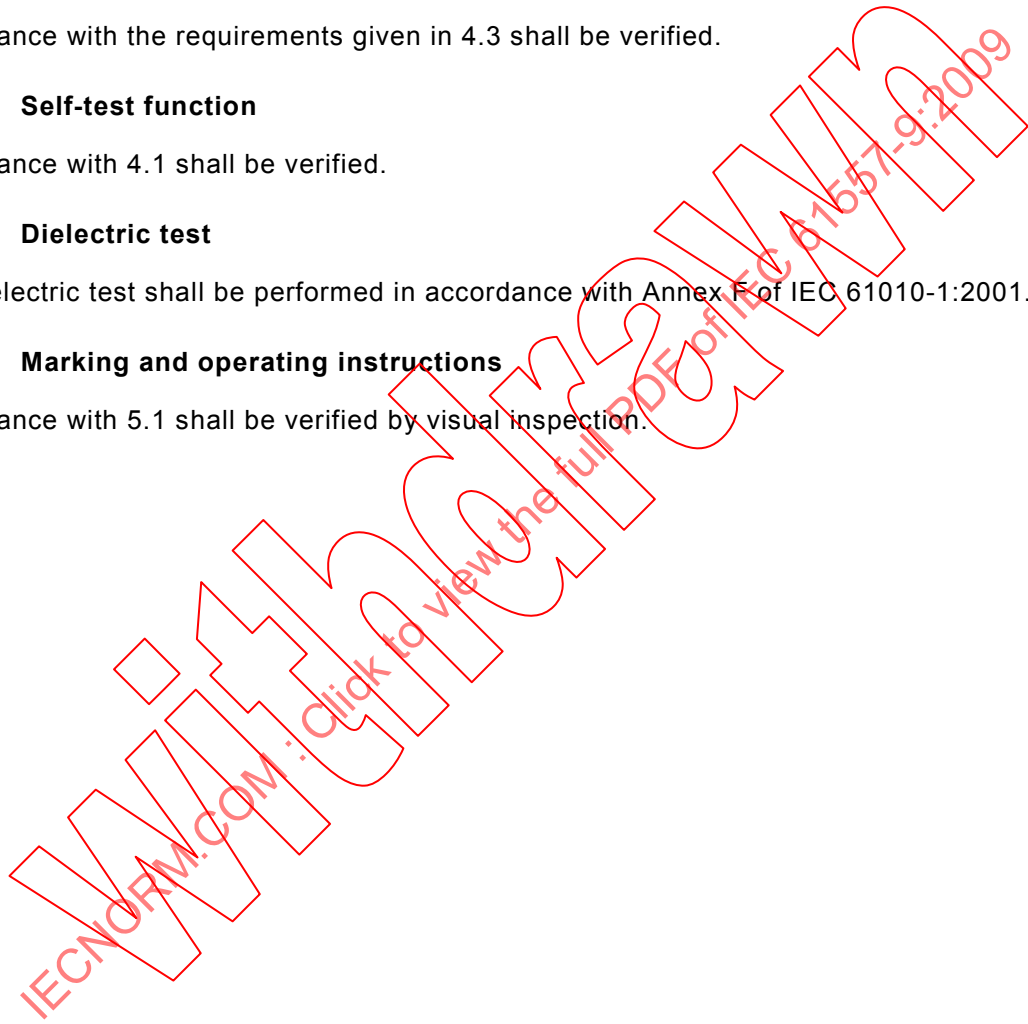 ance with the requirements given in 4.3 shall be verified.
Self-test function
ance with 4.1 shall be verified.
Dielectric test
electric test shall be performed in accordance with Annex F of IEC 61010-1:2001.
Marking and operating instructions
ance with 5.1 shall be verified by visual inspection.
withdrawn
IECNORM.COM : Click to view the full PDF of IEC 61557-9:2009